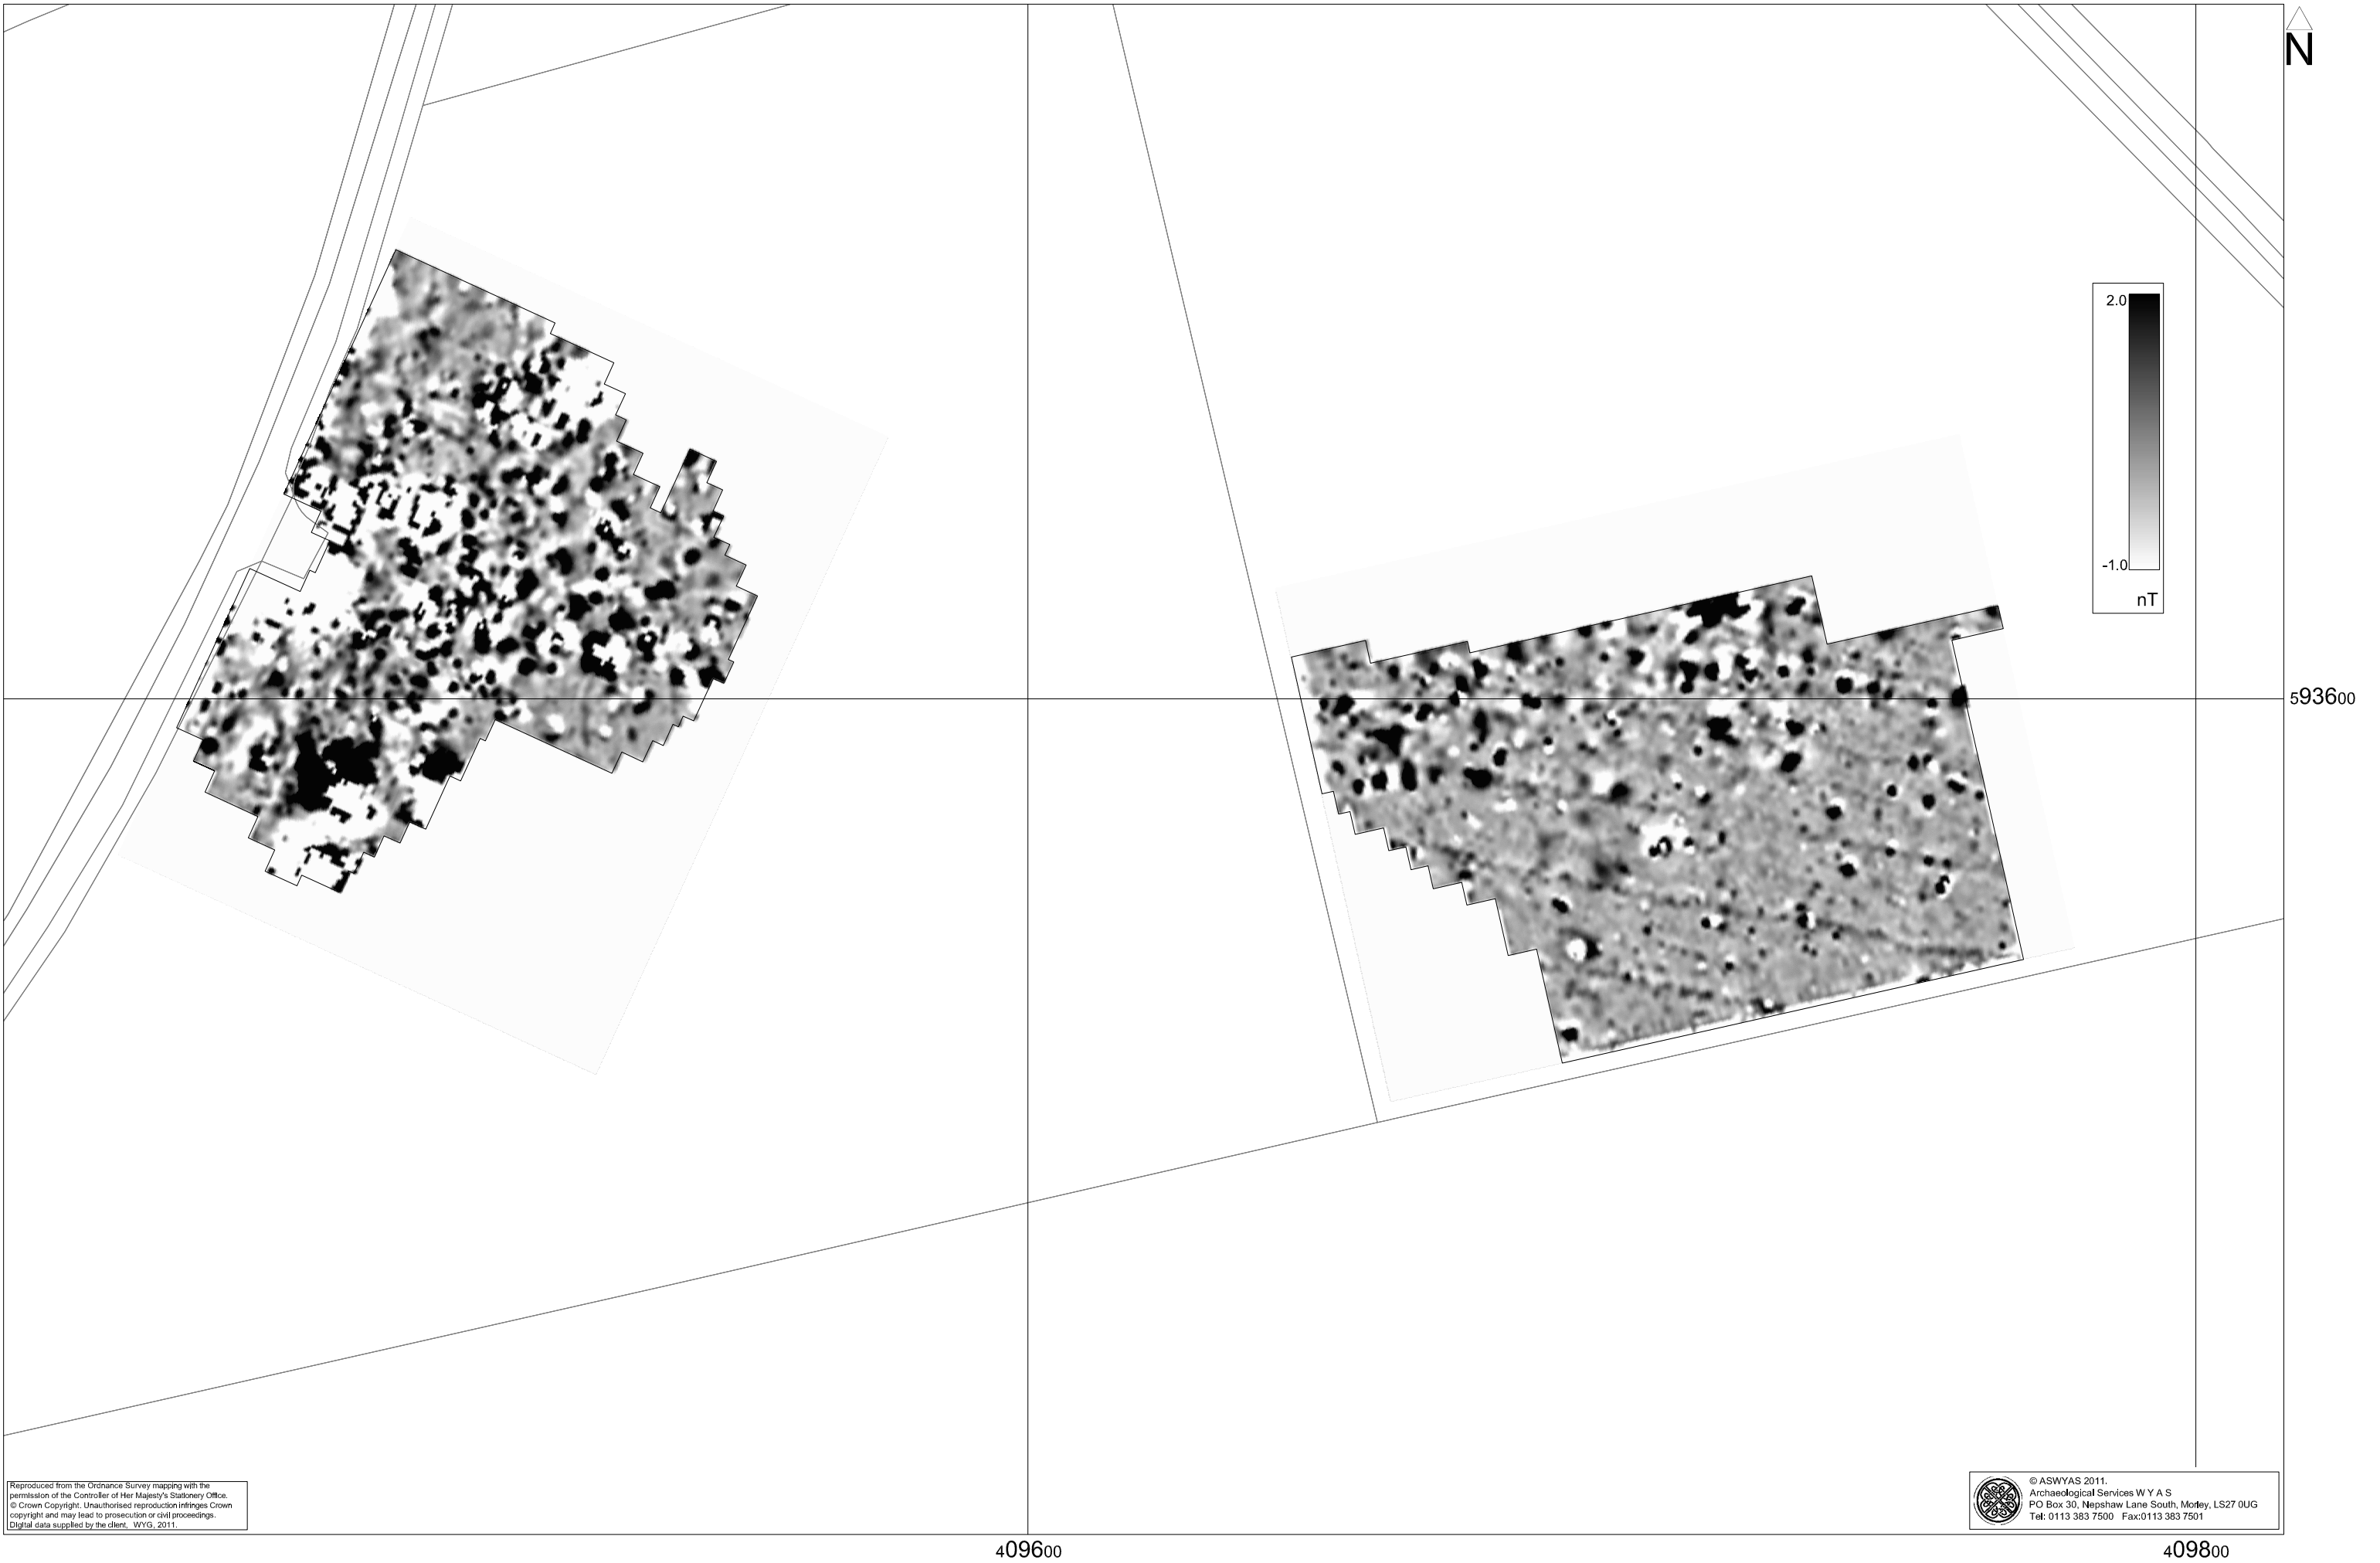 N
2.0
-1.0
nT
593600
Reproduced from the Ordnance Survey mapping with the
permission of the Controller of Her Majesty's Stationery Office.
© Crown Copyright. Unauthorised reproduction infringes Crown
copyright and may lead to prosecution or civil proceedings.
Digital data supplied by the client, WYG, 2011.
© ASWYAS 2011.
Archaeological Services W Y A S
PO Box 30, Nepshaw Lane South, Morley, LS27 0UG
Tel: 0113 383 7500 Fax:0113 383 7501
409600
409800